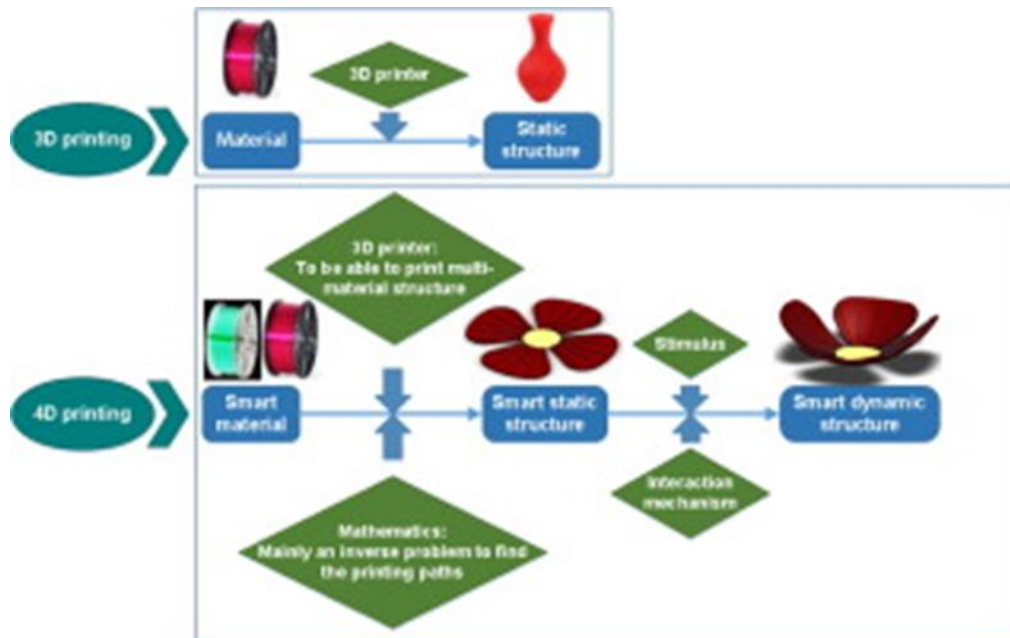 3D printing
3D printer
Material
Static
structure
4D printing
3D printer:
To be able to print multi-
material structure
Smart
material
Smart static
structure
Stimulus
Smart dynamic
structure
Interaction
mechanism
Mathematics:
Mainly an inverse problem to find
the printing paths